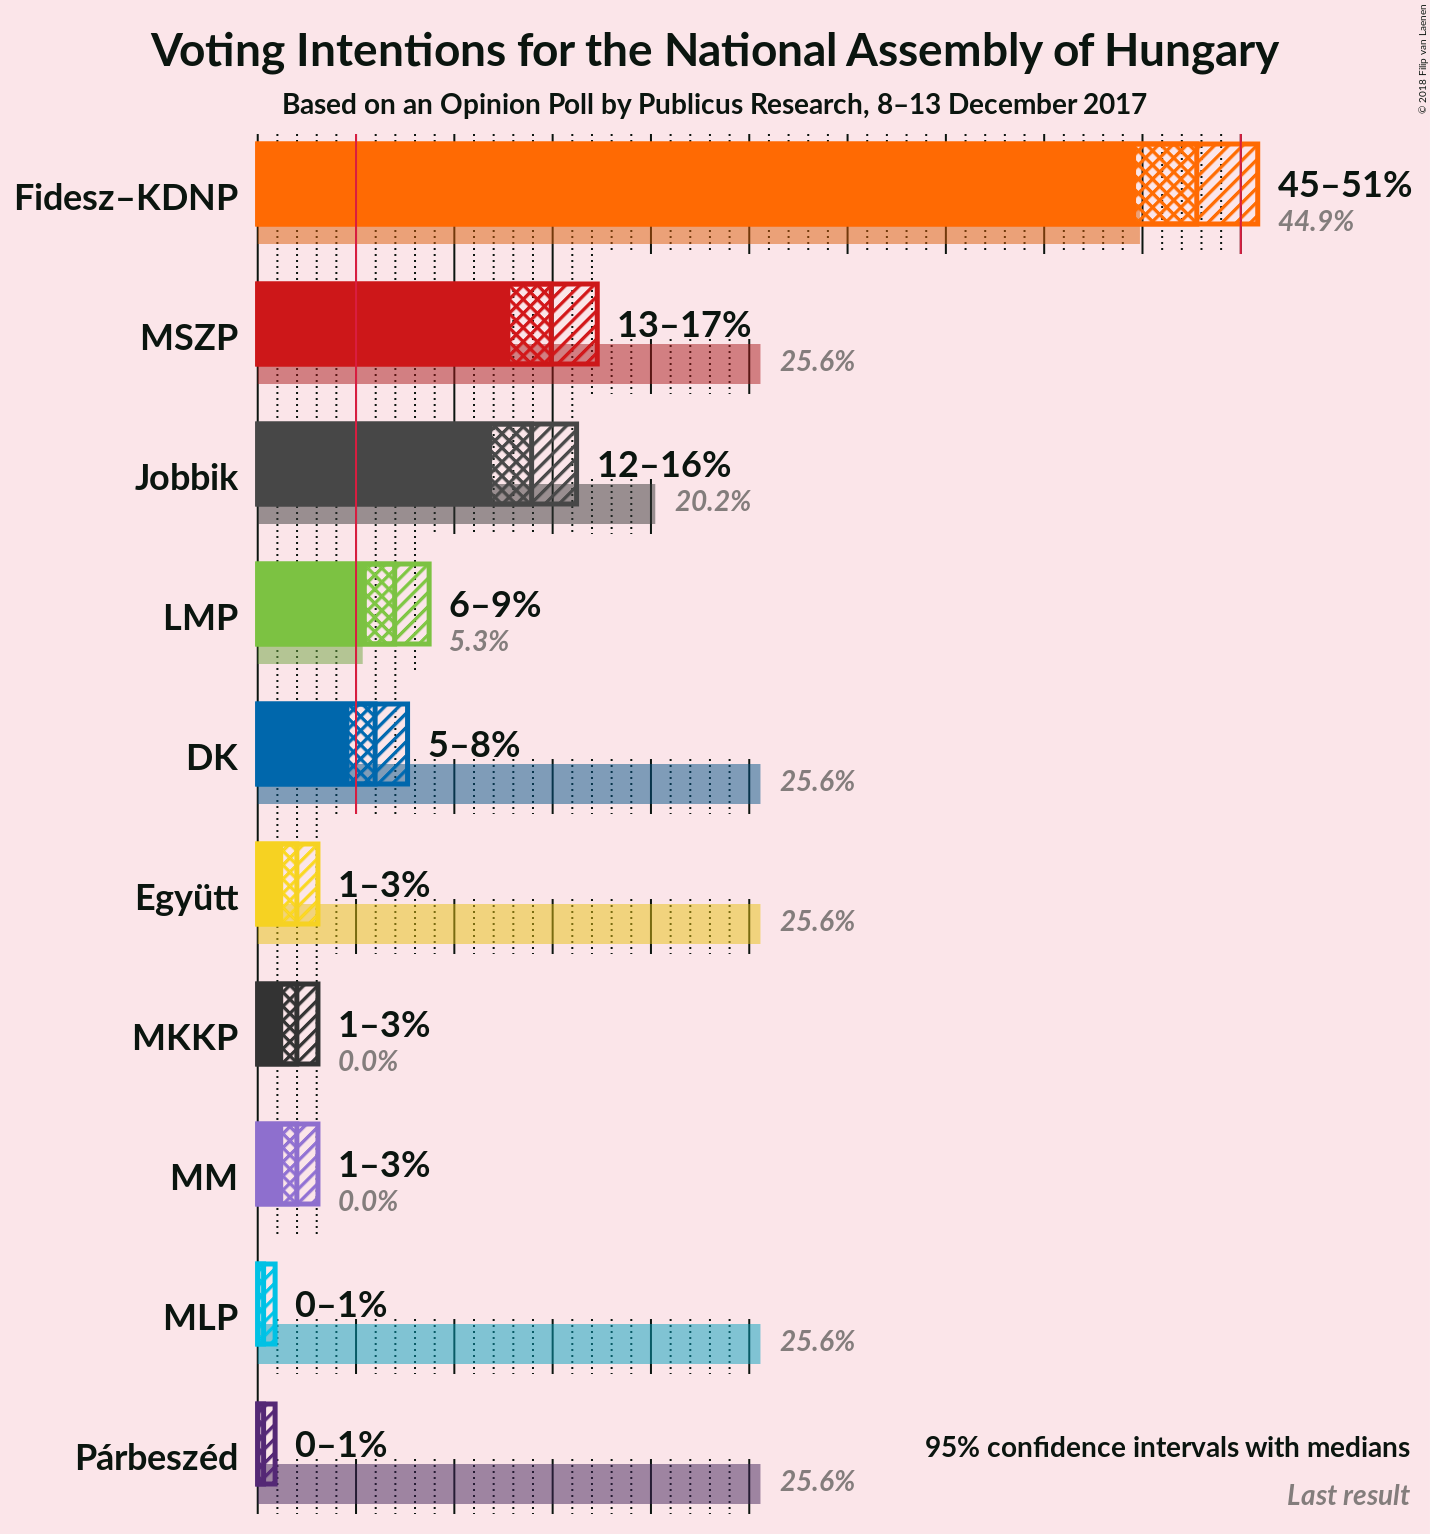 Voting Intentions for the National Assembly of Hungary
Based on an Opinion Poll by Publicus Research, 8–13 December 2017
© 2018 Filip van Laenen
Fidesz–KDNP
45–51%
44.9%
MSZP
13–17%
25.6%
Jobbik
12–16%
20.2%
LMP
6–9%
5.3%
DK
5–8%
25.6%
Együtt
1–3%
25.6%
MKKP
1–3%
0.0%
MM
1–3%
0.0%
MLP
0–1%
25.6%
Párbeszéd
0–1%
25.6%
95% confidence intervals with medians
Last result